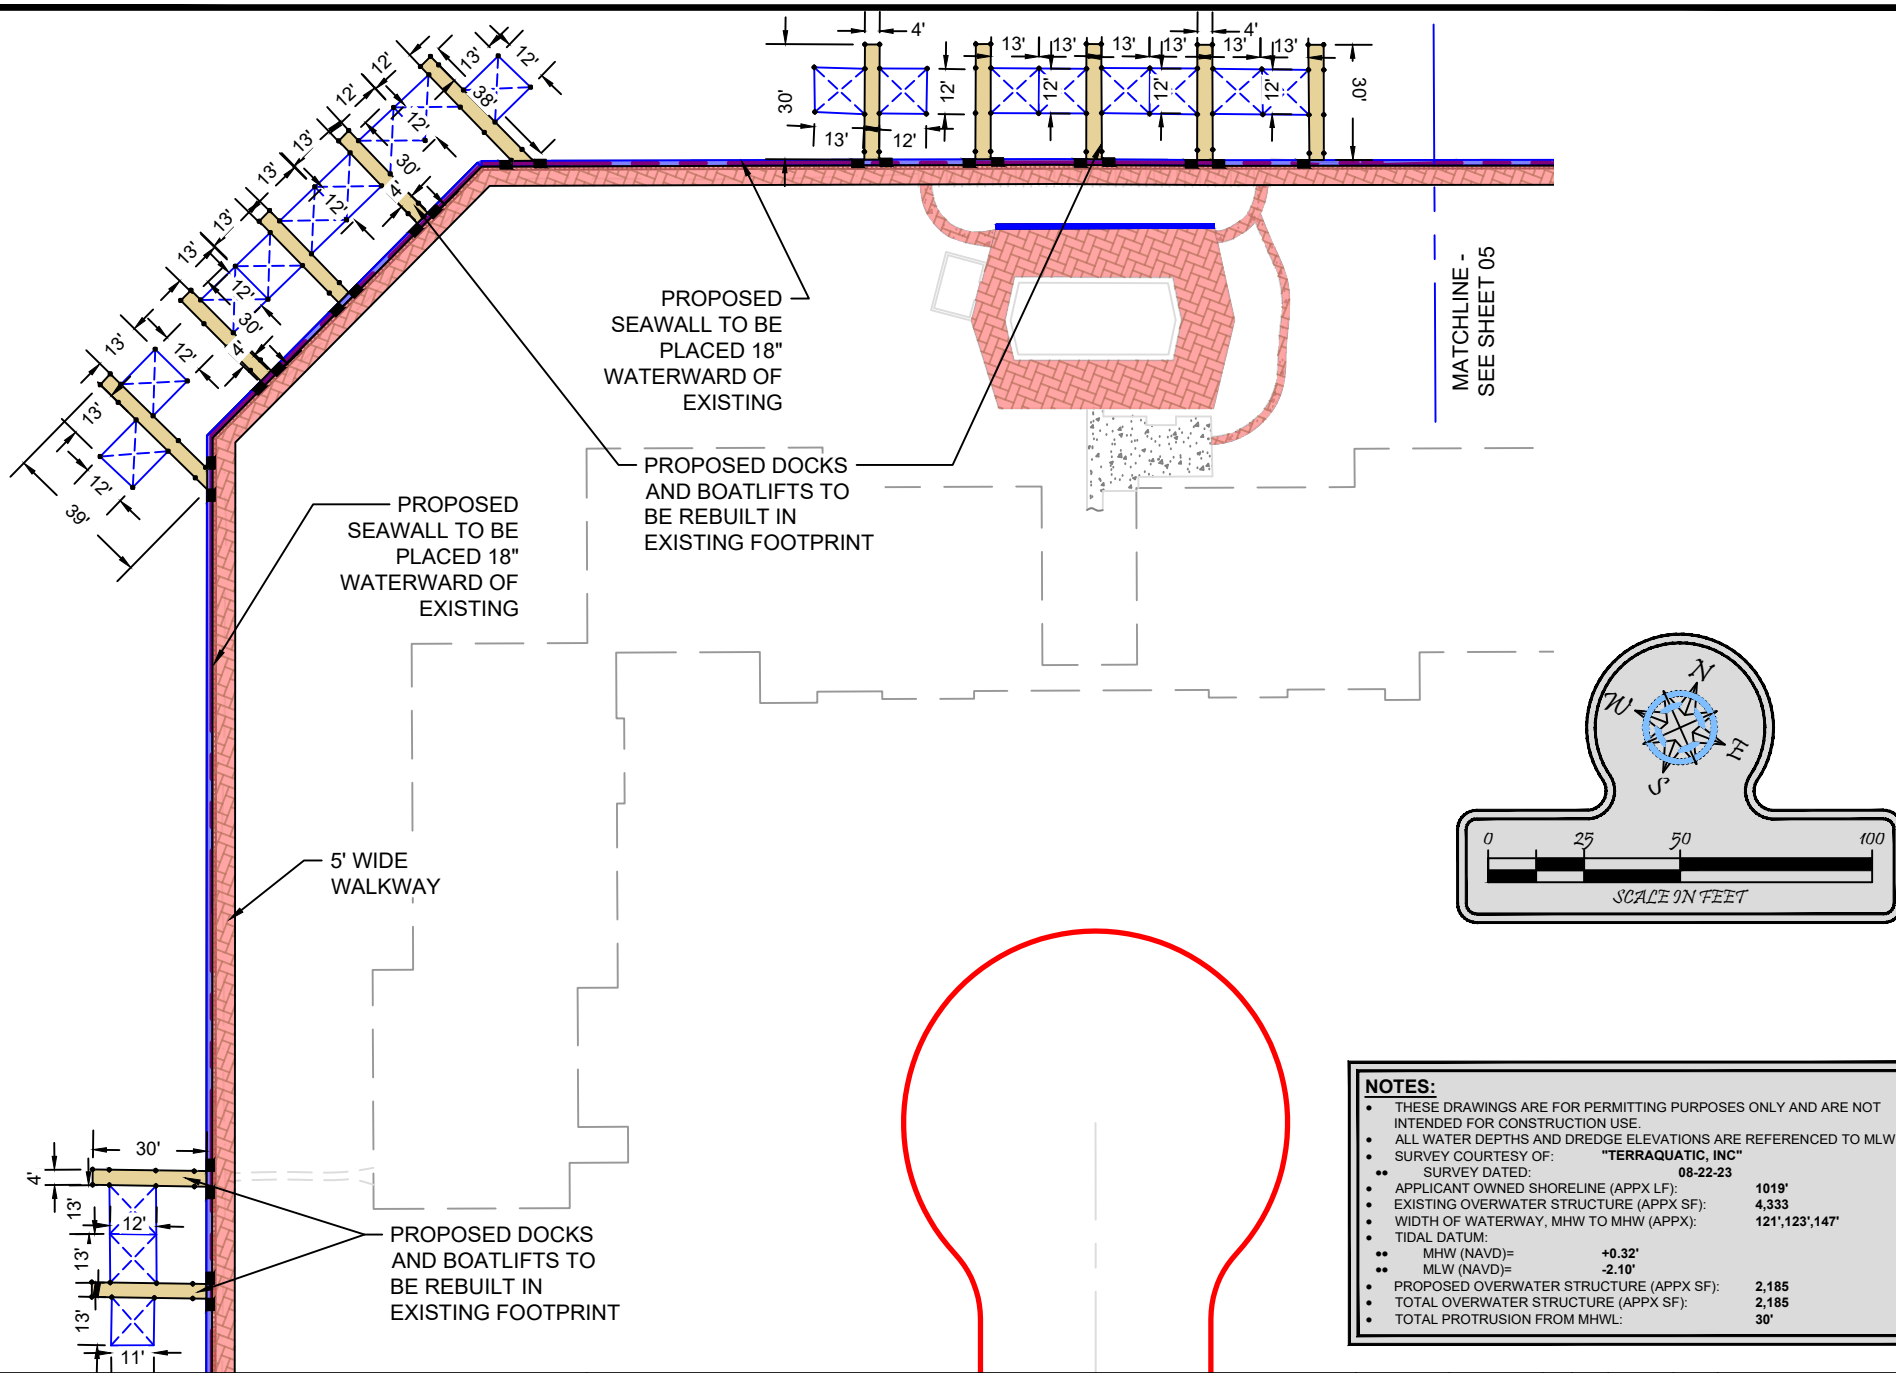 4'
4'
13'
13'
13'
13'
13'
13'
30'
12'
12'
12'
12'
30'
13'
12'
12'
13'
12'
38'
12'
12'
13'
12'
13'
30'
4'
13'
12'
13'
13'
12'
30'
4'
13'
12'
13'
12'
39'
PROPOSED
SEAWALL TO BE
PLACED 18"
WATERWARD OF
EXISTING
MATCHLINE -
SEE SHEET 05
PROPOSED DOCKS
AND BOATLIFTS TO
BE REBUILT IN
EXISTING FOOTPRINT
PROPOSED
SEAWALL TO BE
PLACED 18"
WATERWARD OF
EXISTING
N
W
E
S
0 25 50 100
SCALE IN FEET
5' WIDE
WALKWAY
30'
4'
13'
12'
13'
13'
11'
PROPOSED DOCKS
AND BOATLIFTS TO
BE REBUILT IN
EXISTING FOOTPRINT
NOTES:
• THESE DRAWINGS ARE FOR PERMITTING PURPOSES ONLY AND ARE NOT
INTENDED FOR CONSTRUCTION USE.
• ALL WATER DEPTHS AND DREDGE ELEVATIONS ARE REFERENCED TO MLW
• SURVEY COURTESY OF: "TERRAQUATIC, INC"
•• SURVEY DATED: 08-22-23
• APPLICANT OWNED SHORELINE (APPX LF): 1019'
• EXISTING OVERWATER STRUCTURE (APPX SF): 4,333
• WIDTH OF WATERWAY, MHW TO MHW (APPX): 121',123',147'
• TIDAL DATUM:
•• MHW (NAVD)= +0.32'
•• MLW (NAVD)= -2.10'
• PROPOSED OVERWATER STRUCTURE (APPX SF): 2,185
• TOTAL OVERWATER STRUCTURE (APPX SF): 2,185
• TOTAL PROTRUSION FROM MHWL: 30'